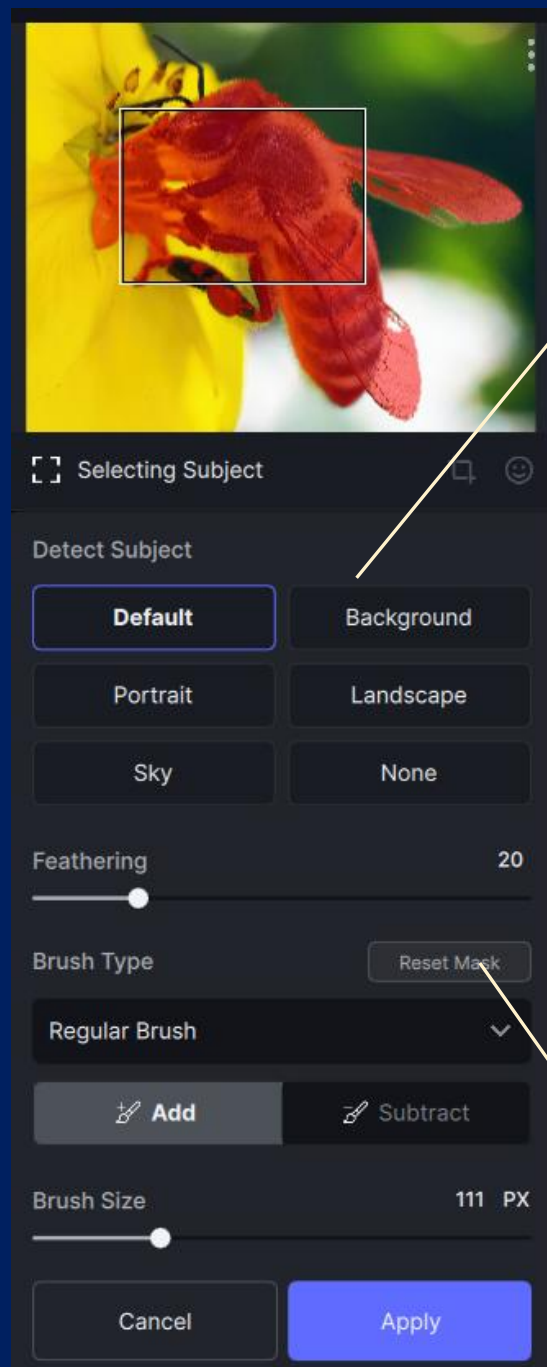 Selecting Subject
Detect Subject
Default Background
Portrait Landscape
Sky None
Feathering 20
Brush Type Reset Mask
Regular Brush
Add Subtract
Brush Size 111 PX
Cancel Apply